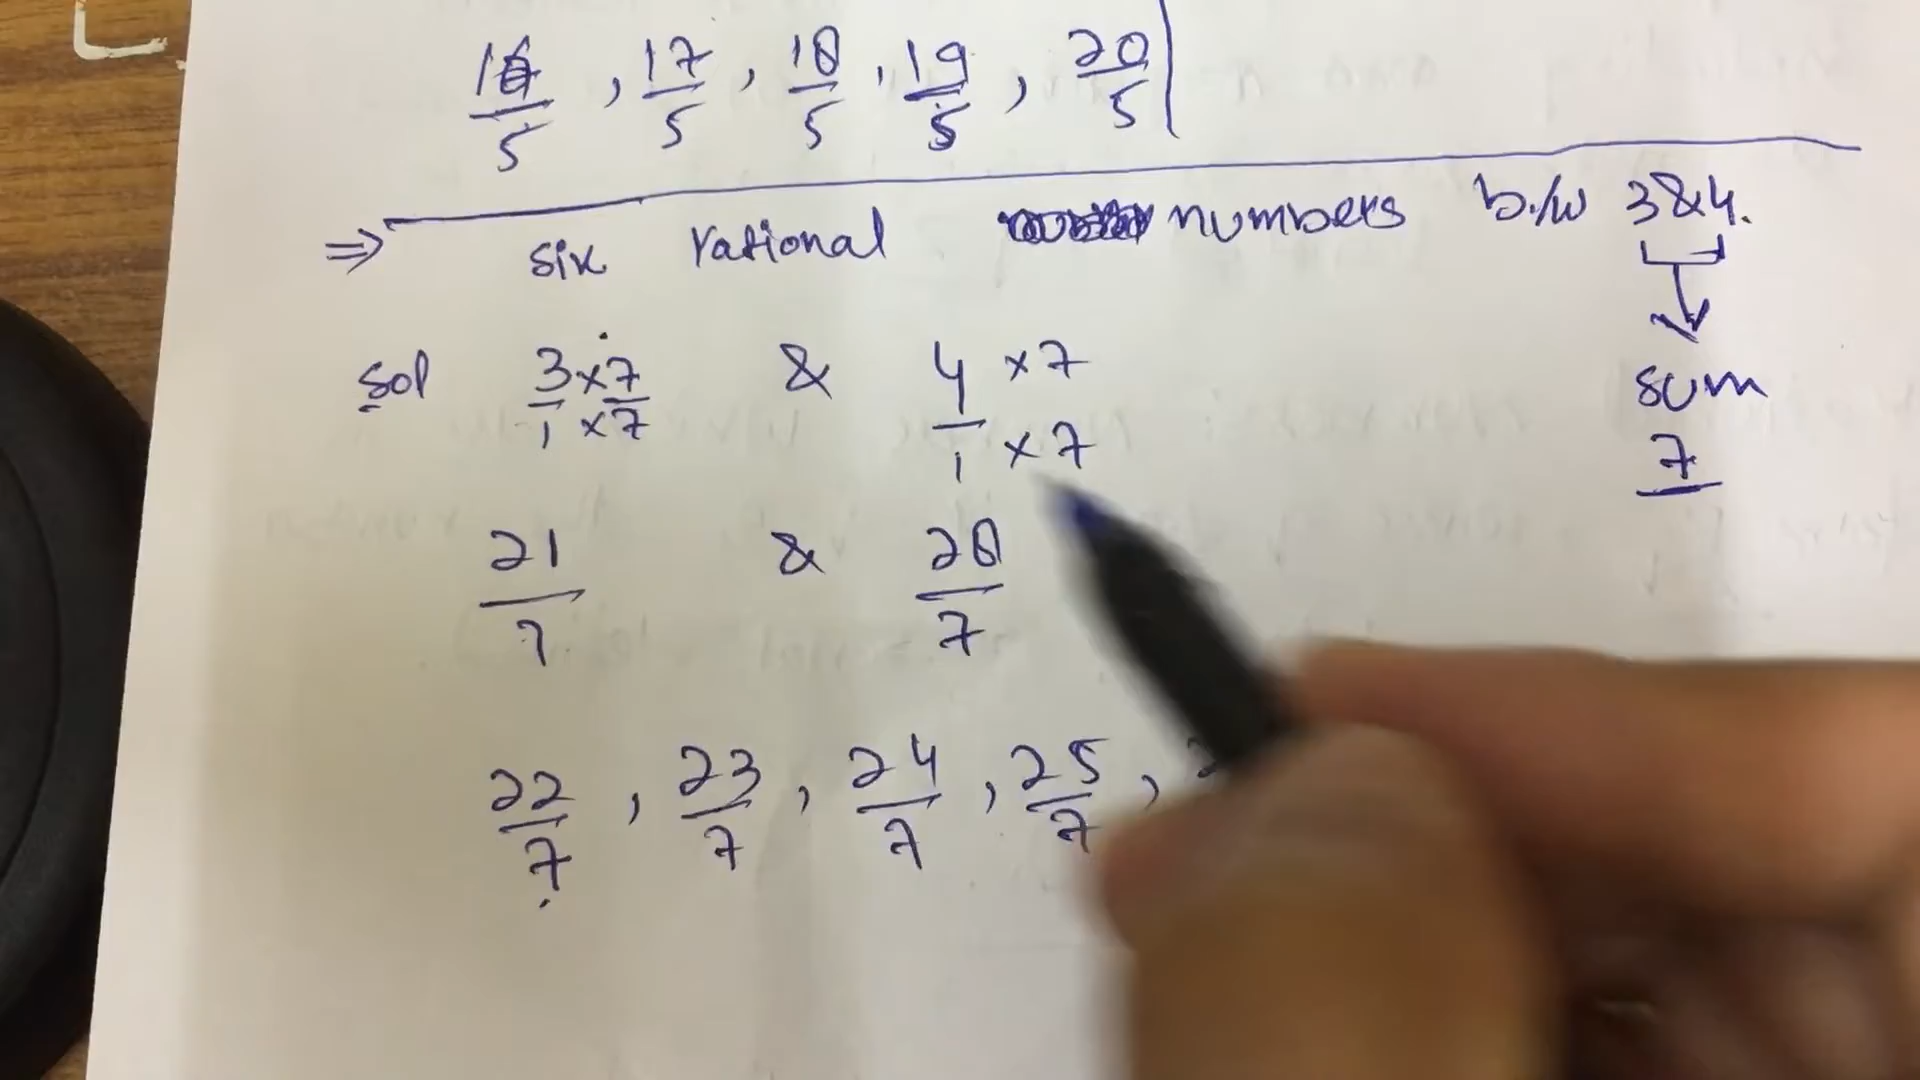 16/5 , 17/5 , 18/5 , 19/5 , 20/5
⇒ six rational numbers b.w 3&4.
sol 3×7/1×7 & 4×7/1×7
sum
7
21/7 & 28/7
22/7 , 23/7 , 24/7 , 25/7 ,